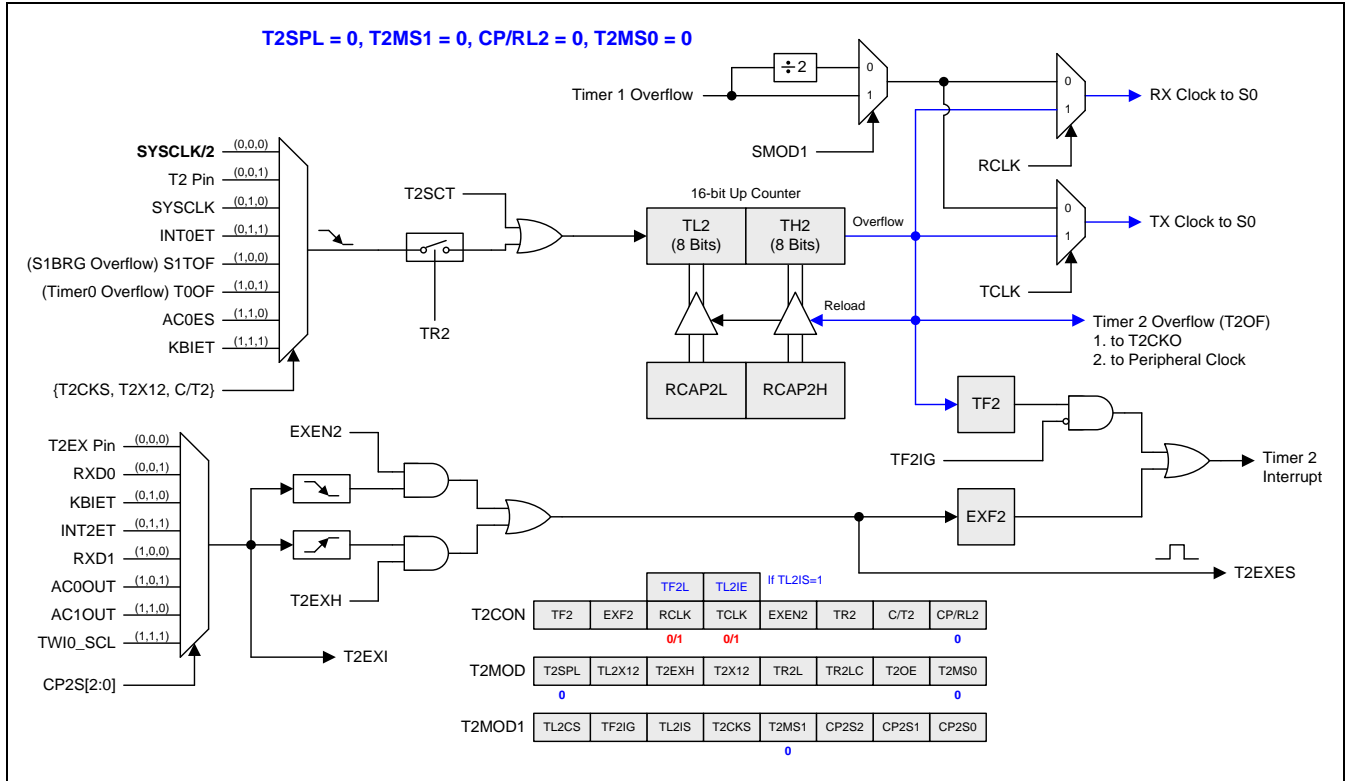 T2SPL = 0, T2MS1 = 0, CP/RL2 = 0, T2MS0 = 0
Timer 1 Overflow
÷2
0
1
SMOD1
0
1
RX Clock to S0
RCLK
0
1
TX Clock to S0
TCLK
SYSCLK/2 (0,0,0)
T2 Pin (0,0,1)
SYSCLK (0,1,0)
INT0ET (0,1,1)
(S1BRG Overflow) S1TOF (1,0,0)
(Timer0 Overflow) T0OF (1,0,1)
AC0ES (1,1,0)
KBIET (1,1,1)
{T2CKS, T2X12, C/T2}
TR2
T2SCT
16-bit Up Counter
TL2
(8 Bits)
TH2
(8 Bits)
Overflow
Reload
RCAP2L
RCAP2H
Timer 2 Overflow (T2OF)
1. to T2CKO
2. to Peripheral Clock
TF2
TF2IG
Timer 2
Interrupt
EXF2
T2EXES
T2EX Pin (0,0,0)
RXD0 (0,0,1)
KBIET (0,1,0)
INT2ET (0,1,1)
RXD1 (1,0,0)
AC0OUT (1,0,1)
AC1OUT (1,1,0)
TWI0_SCL (1,1,1)
CP2S[2:0]
EXEN2
T2EXH
T2EXI
TF2L TL2IE If TL2IS=1
T2CON TF2 EXF2 RCLK TCLK EXEN2 TR2 C/T2 CP/RL2
0/1 0/1 0
T2MOD T2SPL TL2X12 T2EXH T2X12 TR2L TR2LC T2OE T2MS0
0 0
T2MOD1 TL2CS TF2IG TL2IS T2CKS T2MS1 CP2S2 CP2S1 CP2S0
0